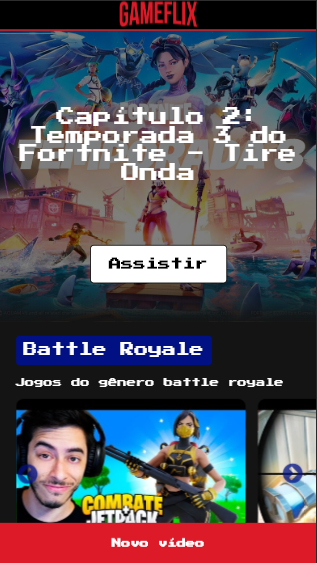 GAMEFLIX
Capítulo 2:
Temporada 3 do
Fortnite - Tire
Onda
Assistir
Battle Royale
Jogos do gênero battle royale
COMBATE
JETPACK
Novo vídeo